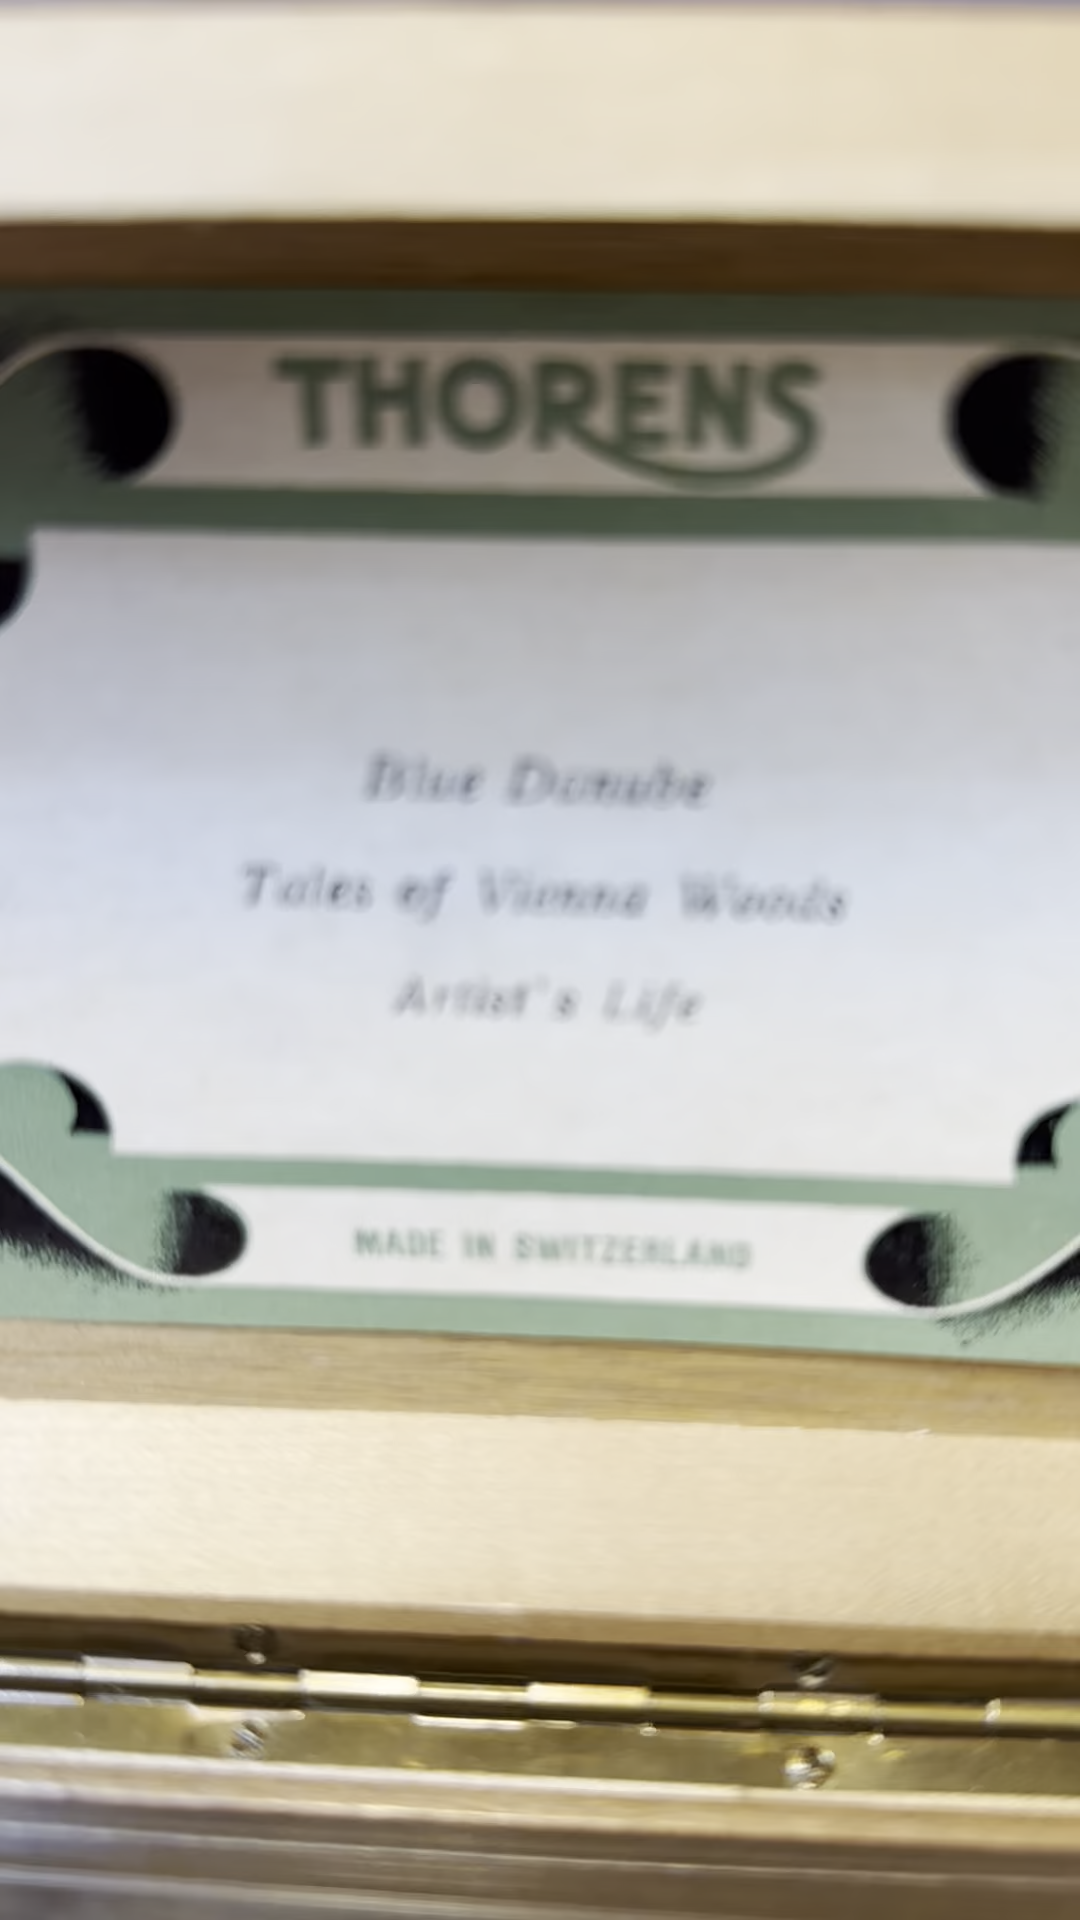 THORENS
Blue Danube
Tales of Vienna Woods
Artist's Life
MADE IN SWITZERLAND